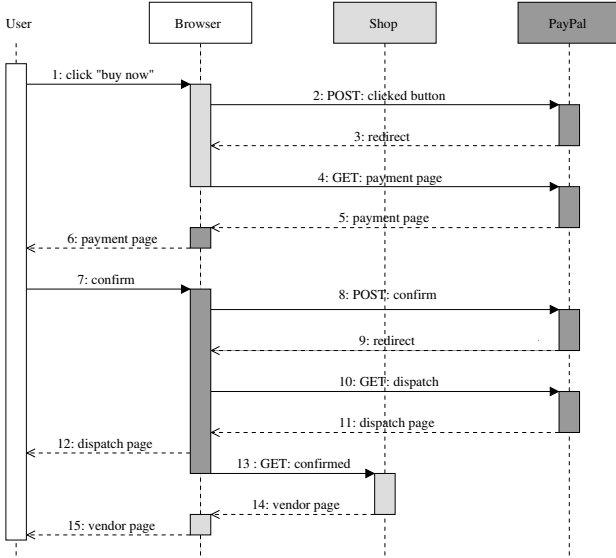 User
Browser
Shop
PayPal
1: click "buy now"
2: POST: clicked button
3: redirect
4: GET: payment page
5: payment page
6: payment page
7: confirm
8: POST: confirm
9: redirect
10: GET: dispatch
11: dispatch page
12: dispatch page
13 : GET: confirmed
14: vendor page
15: vendor page